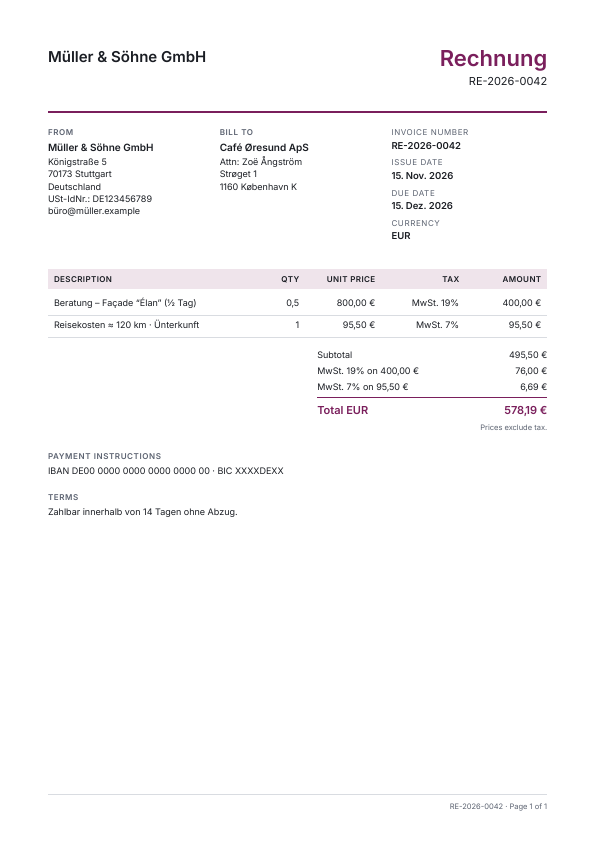 Müller & Söhne GmbH
Rechnung
RE-2026-0042
FROM
Müller & Söhne GmbH
Königstraße 5
70173 Stuttgart
Deutschland
USt-IdNr.: DE123456789
büro@müller.example
BILL TO
Café Øresund ApS
Attn: Zoë Ångström
Strøget 1
1160 København K
INVOICE NUMBER
RE-2026-0042
ISSUE DATE
15. Nov. 2026
DUE DATE
15. Dez. 2026
CURRENCY
EUR
DESCRIPTION QTY UNIT PRICE TAX AMOUNT
Beratung – Façade “Élan” (½ Tag) 0,5 800,00 € MwSt. 19% 400,00 €
Reisekosten ≈ 120 km · Ünterkunft 1 95,50 € MwSt. 7% 95,50 €
Subtotal 495,50 €
MwSt. 19% on 400,00 € 76,00 €
MwSt. 7% on 95,50 € 6,69 €
Total EUR 578,19 €
Prices exclude tax.
PAYMENT INSTRUCTIONS
IBAN DE00 0000 0000 0000 0000 00 · BIC XXXXDEXX
TERMS
Zahlbar innerhalb von 14 Tagen ohne Abzug.
RE-2026-0042 · Page 1 of 1